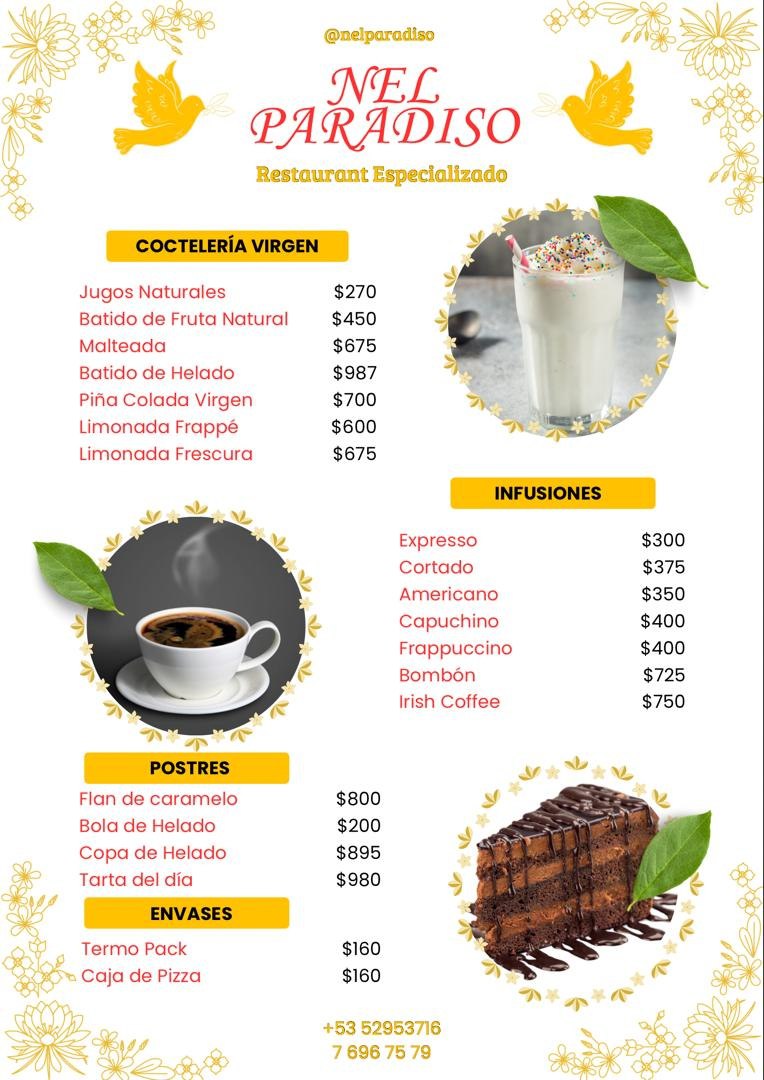 @nelparadiso
NEL
PARADISO
Restaurant Especializado
COCTELERÍA VIRGEN
Jugos Naturales $270
Batido de Fruta Natural $450
Malteada $675
Batido de Helado $987
Piña Colada Virgen $700
Limonada Frappé $600
Limonada Frescura $675
INFUSIONES
Expresso $300
Cortado $375
Americano $350
Capuchino $400
Frappuccino $400
Bombón $725
Irish Coffee $750
POSTRES
Flan de caramelo $800
Bola de Helado $200
Copa de Helado $895
Tarta del día $980
ENVASES
Termo Pack $160
Caja de Pizza $160
+53 52953716
7 696 75 79